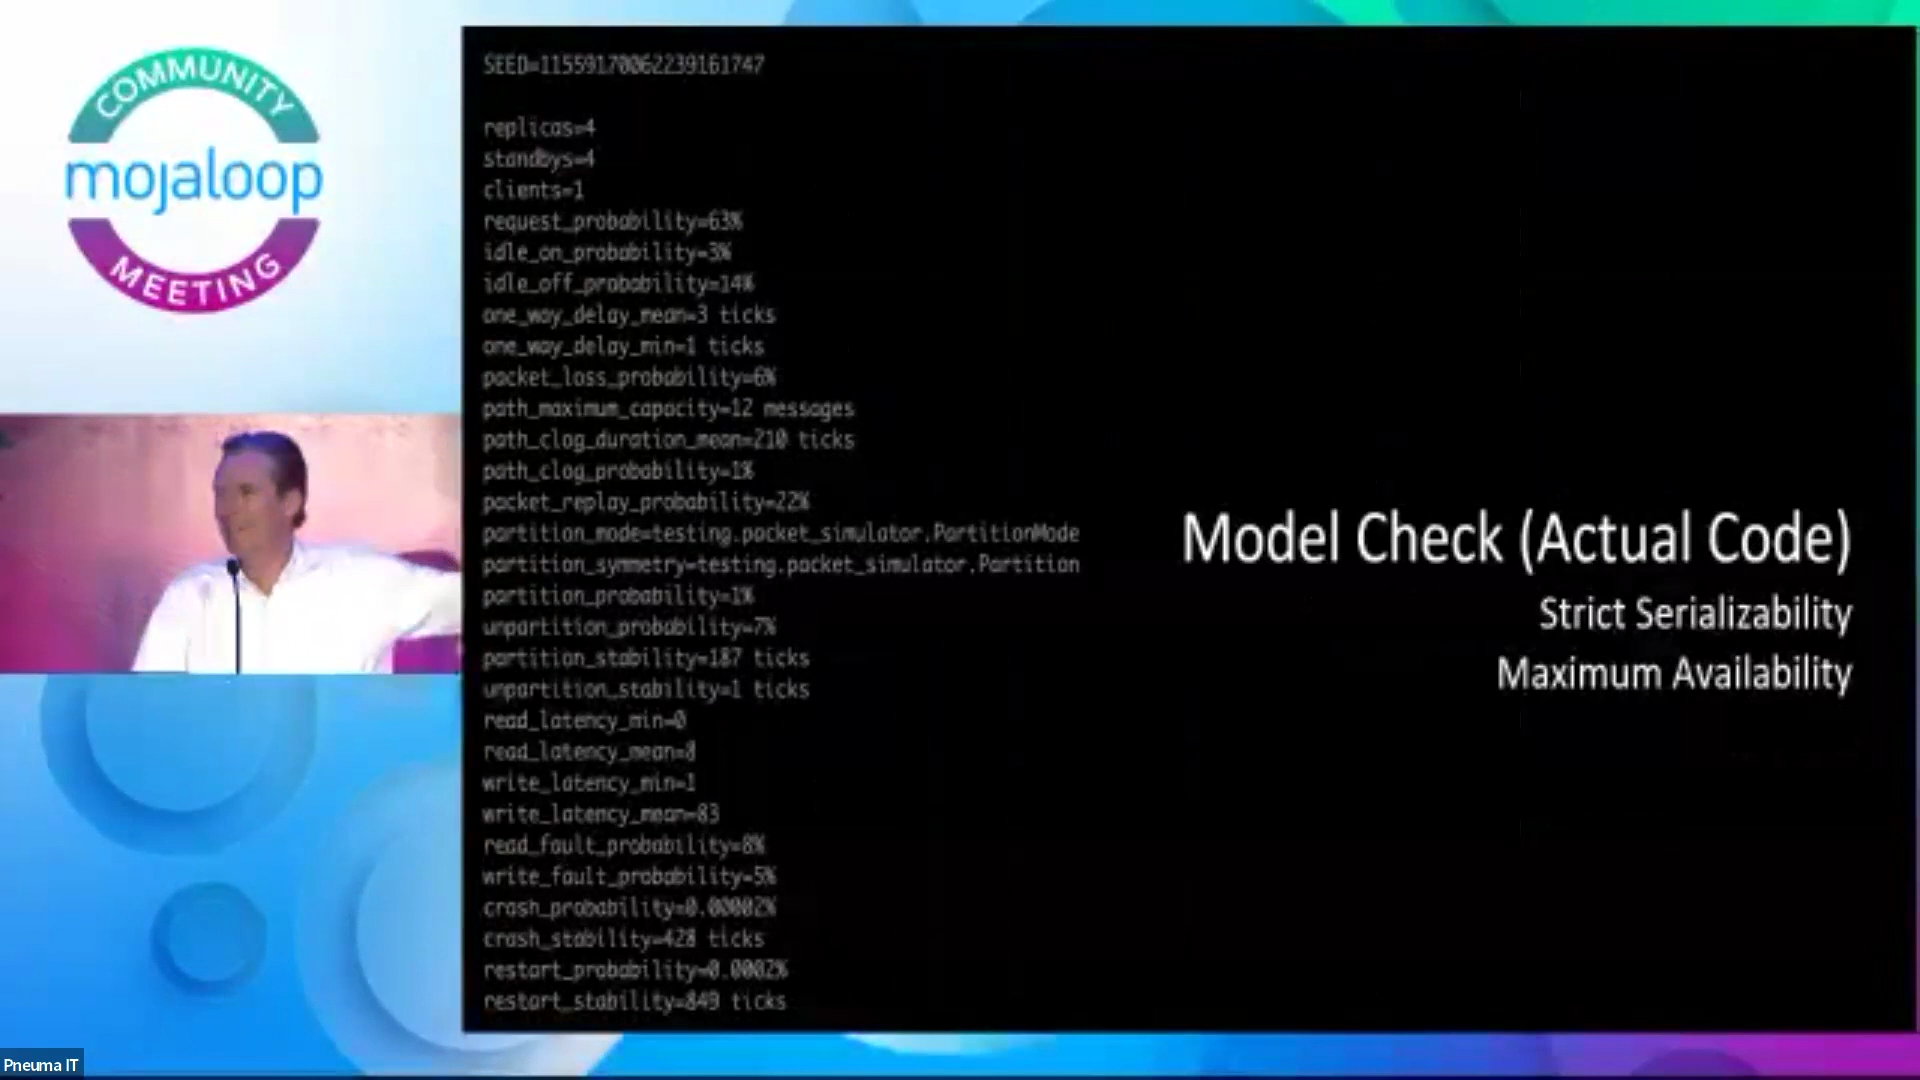 COMMUNITY
mojaloop
MEETING
SEED=11559170062239161747
replicas=4
standbys=4
clients=1
request_probability=63%
idle_on_probability=3%
idle_off_probability=14%
one_way_delay_mean=3 ticks
one_way_delay_min=1 ticks
packet_loss_probability=6%
path_maximum_capacity=12 messages
path_clog_duration_mean=210 ticks
path_clog_probability=1%
packet_replay_probability=22%
partition_mode=testing.packet_simulator.PartitionMode
partition_symmetry=testing.packet_simulator.Partition
partition_probability=1%
unpartition_probability=7%
partition_stability=187 ticks
unpartition_stability=1 ticks
read_latency_min=0
read_latency_mean=8
write_latency_min=1
write_latency_mean=83
read_fault_probability=8%
write_fault_probability=5%
crash_probability=0.00002%
crash_stability=428 ticks
restart_probability=0.0002%
restart_stability=849 ticks
Model Check (Actual Code)
Strict Serializability
Maximum Availability
Pneuma IT